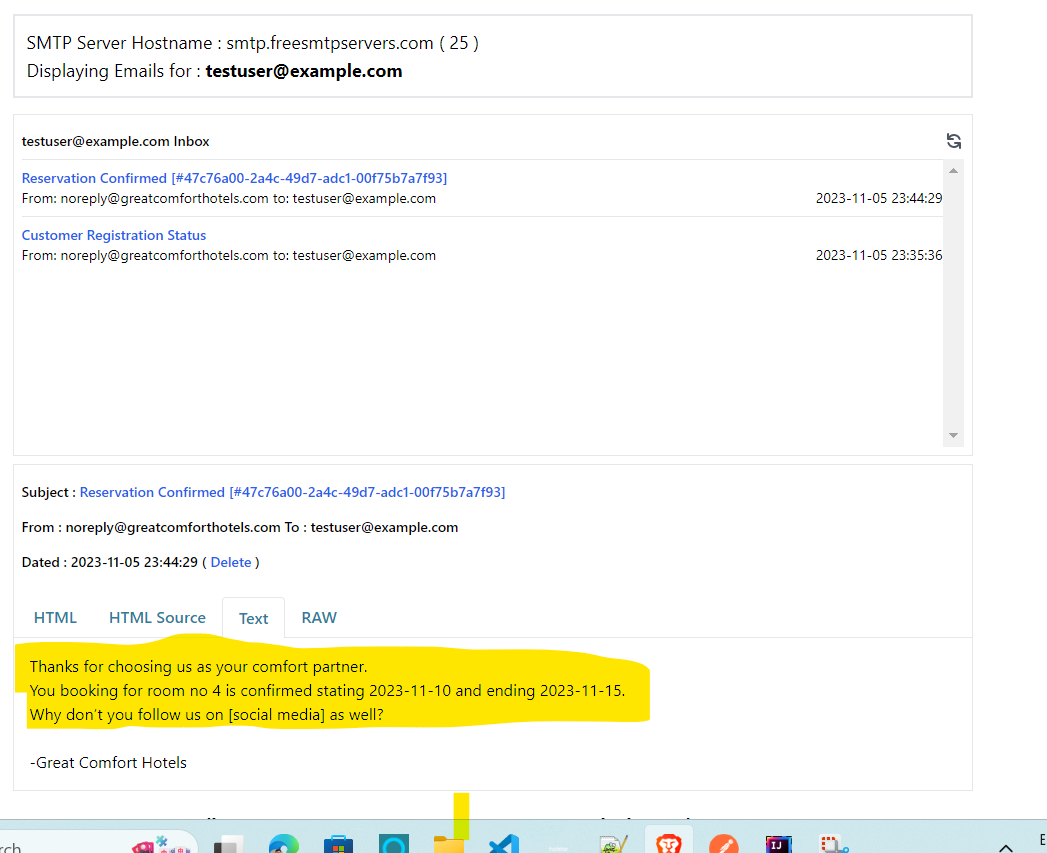 SMTP Server Hostname : smtp.freesmtpservers.com ( 25 )
Displaying Emails for : testuser@example.com
testuser@example.com Inbox
Reservation Confirmed [#47c76a00-2a4c-49d7-adc1-00f75b7a7f93]
From: noreply@greatcomforthotels.com to: testuser@example.com 2023-11-05 23:44:29
Customer Registration Status
From: noreply@greatcomforthotels.com to: testuser@example.com 2023-11-05 23:35:36
Subject : Reservation Confirmed [#47c76a00-2a4c-49d7-adc1-00f75b7a7f93]
From : noreply@greatcomforthotels.com To : testuser@example.com
Dated : 2023-11-05 23:44:29 ( Delete )
HTML HTML Source Text RAW
Thanks for choosing us as your comfort partner.
You booking for room no 4 is confirmed stating 2023-11-10 and ending 2023-11-15.
Why don't you follow us on [social media] as well?
-Great Comfort Hotels
rch IJ E